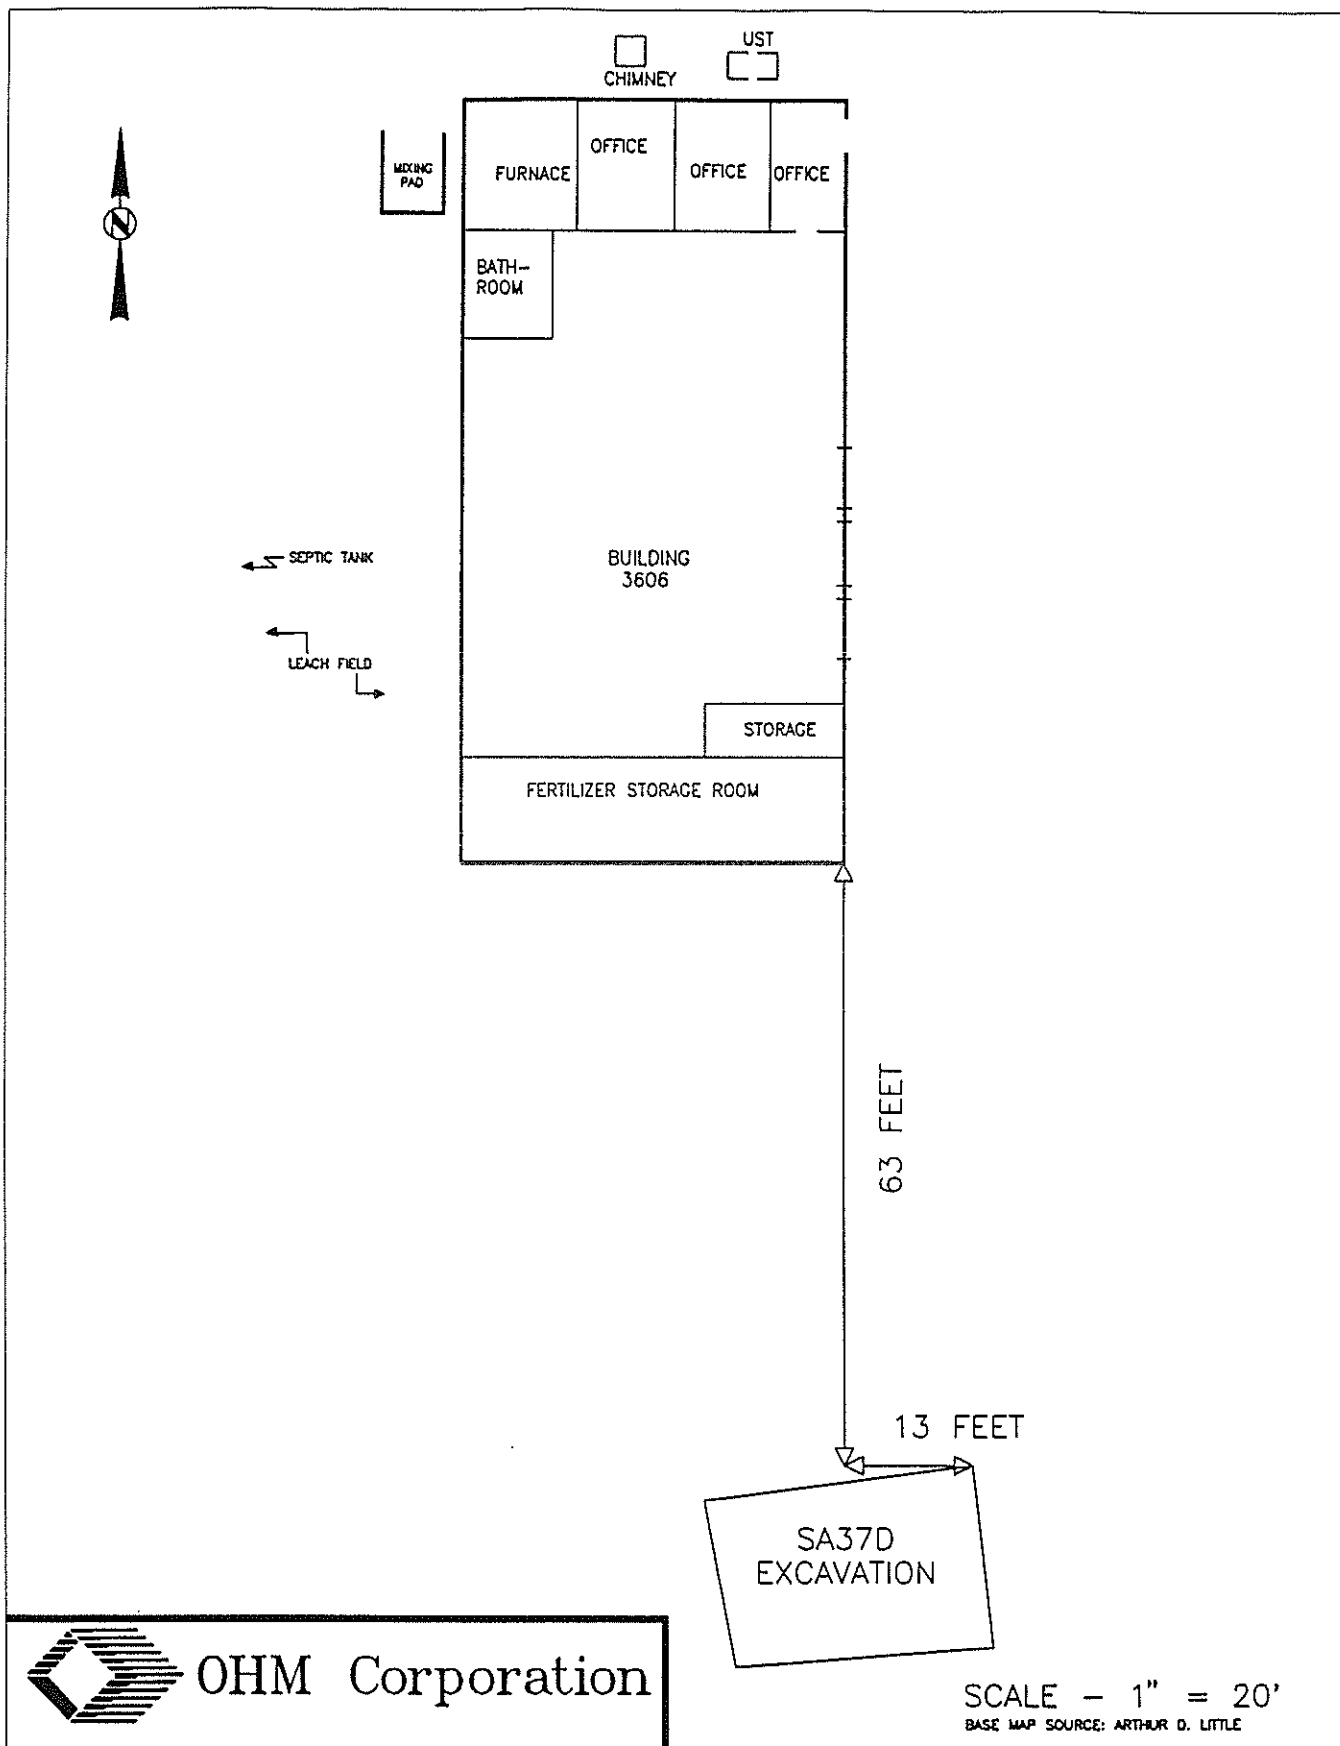 UST
CHIMNEY
MIXING
PAD
FURNACE
OFFICE
OFFICE
OFFICE
N
BATH-
ROOM
SEPTIC TANK
BUILDING
3606
LEACH FIELD
STORAGE
FERTILIZER STORAGE ROOM
63 FEET
13 FEET
SA37D
EXCAVATION
OHM Corporation
SCALE - 1" = 20'
BASE MAP SOURCE: ARTHUR D. LITTLE